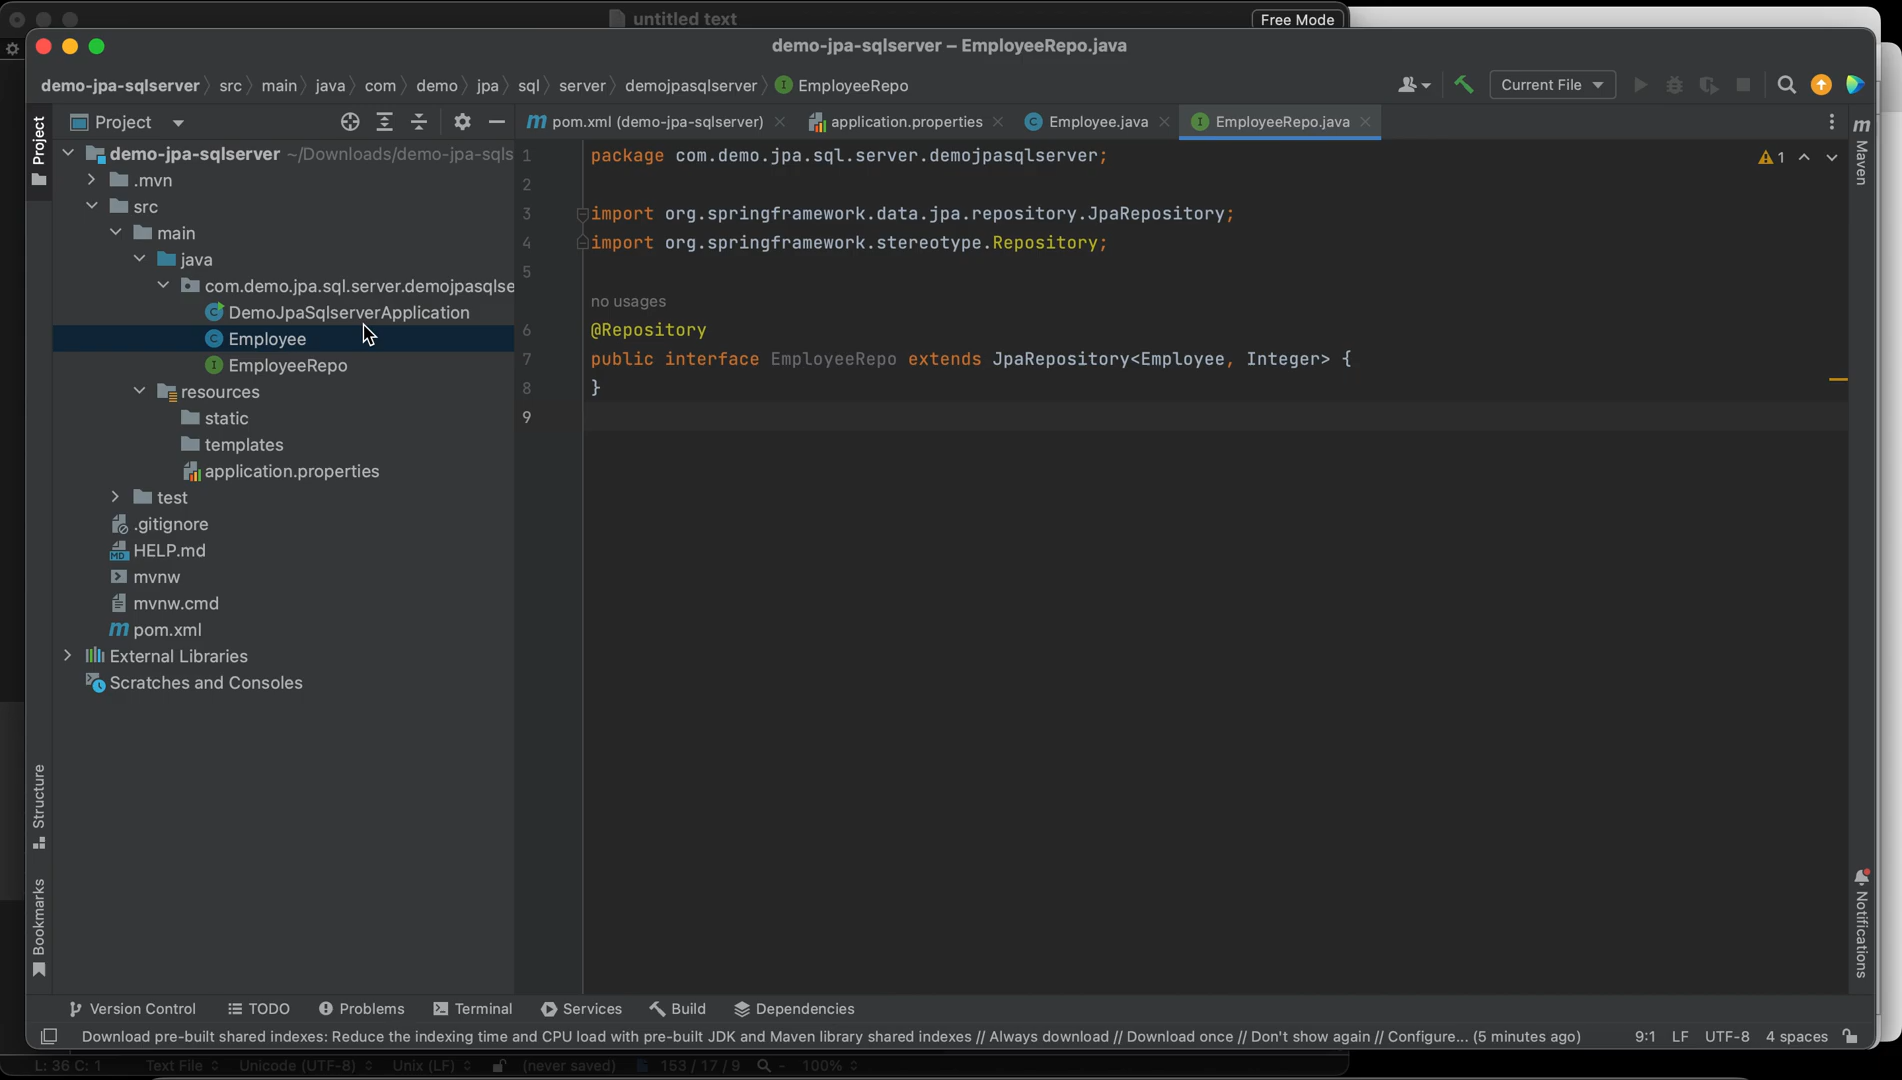 untitled text
Free Mode
demo-jpa-sqlserver – EmployeeRepo.java
demo-jpa-sqlserver
src
main
java
com
demo
jpa
sql
server
demojpasqlserver
EmployeeRepo
Current File
Project
Project
pom.xml (demo-jpa-sqlserver)
application.properties
Employee.java
EmployeeRepo.java
Maven
demo-jpa-sqlserver ~/Downloads/demo-jpa-sqls
.mvn
src
main
java
com.demo.jpa.sql.server.demojpasqlse
DemoJpaSqlserverApplication
Employee
EmployeeRepo
resources
static
templates
application.properties
test
.gitignore
HELP.md
mvnw
mvnw.cmd
pom.xml
External Libraries
Scratches and Consoles
1 package com.demo.jpa.sql.server.demojpasqlserver;
1
2
3 import org.springframework.data.jpa.repository.JpaRepository;
4 import org.springframework.stereotype.Repository;
5
no usages
6 @Repository
7 public interface EmployeeRepo extends JpaRepository<Employee, Integer> {
8 }
9
Structure
Bookmarks
Notifications
Version Control
TODO
Problems
Terminal
Services
Build
Dependencies
Download pre-built shared indexes: Reduce the indexing time and CPU load with pre-built JDK and Maven library shared indexes // Always download // Download once // Don't show again // Configure... (5 minutes ago)
9:1
LF
UTF-8
4 spaces
L: 36 C: 1
Text File
Unicode (UTF-8)
Unix (LF)
(never saved)
153 / 17 / 9
100%